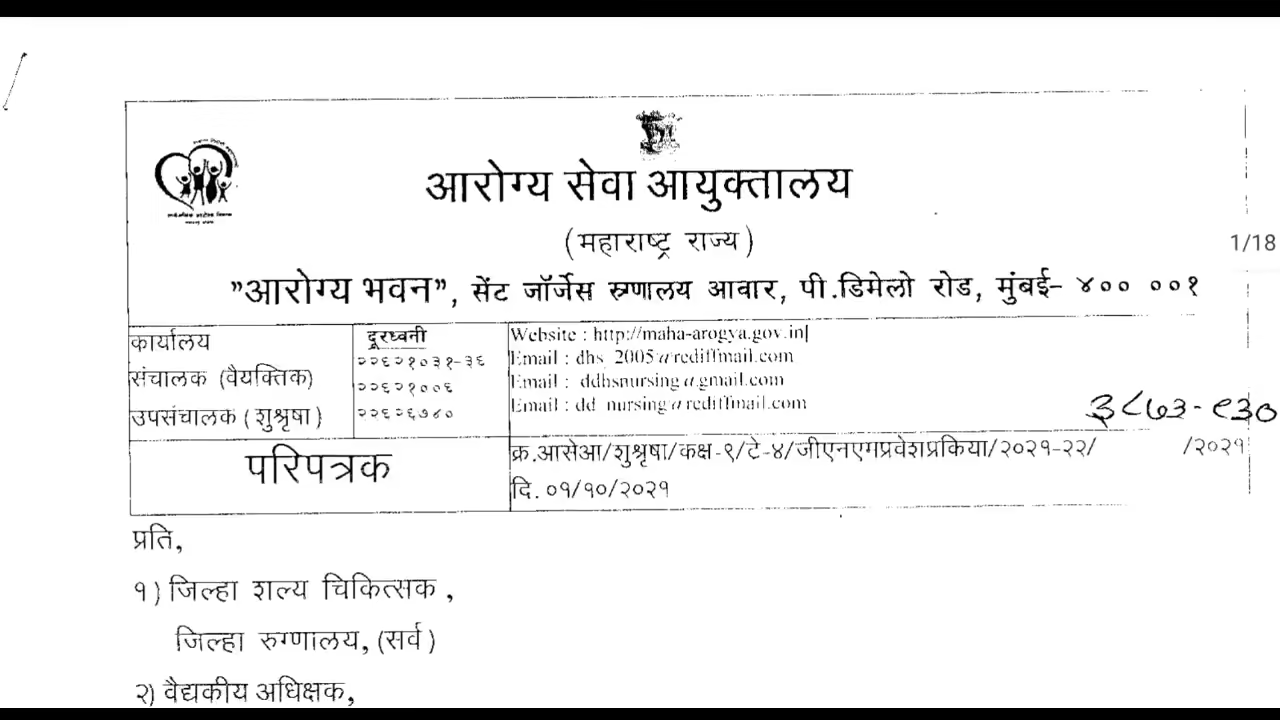 आरोग्य सेवा आयुक्तालय
(महाराष्ट्र राज्य)
1/18
”आरोग्य भवन”, सेंट जॉर्जेस रुग्णालय आवार, पी.डिमेलो रोड, मुंबई- ४०० ००१
कार्यालय
संचालक (वैयक्तिक)
उपसंचालक (शुश्रृषा)
दूरध्वनी
२२६२१०३१-३६
२२६२१००६
२२६२६७४०
Website : http://maha-arogya.gov.in
Email : dhs_2005@rediffmail.com
Email : ddhsnursing@gmail.com
Email : dd_nursing@rediffmail.com
परिपत्रक
क्र.आसेआ/शुश्रृषा/कक्ष-९/टे-४/जीएनएमप्रवेशप्रकिया/२०२१-२२/ /२०२१
दि. ०१/१०/२०२१
प्रति,
१) जिल्हा शल्य चिकित्सक,
जिल्हा रुग्णालय, (सर्व)
२) वैद्यकीय अधिक्षक,